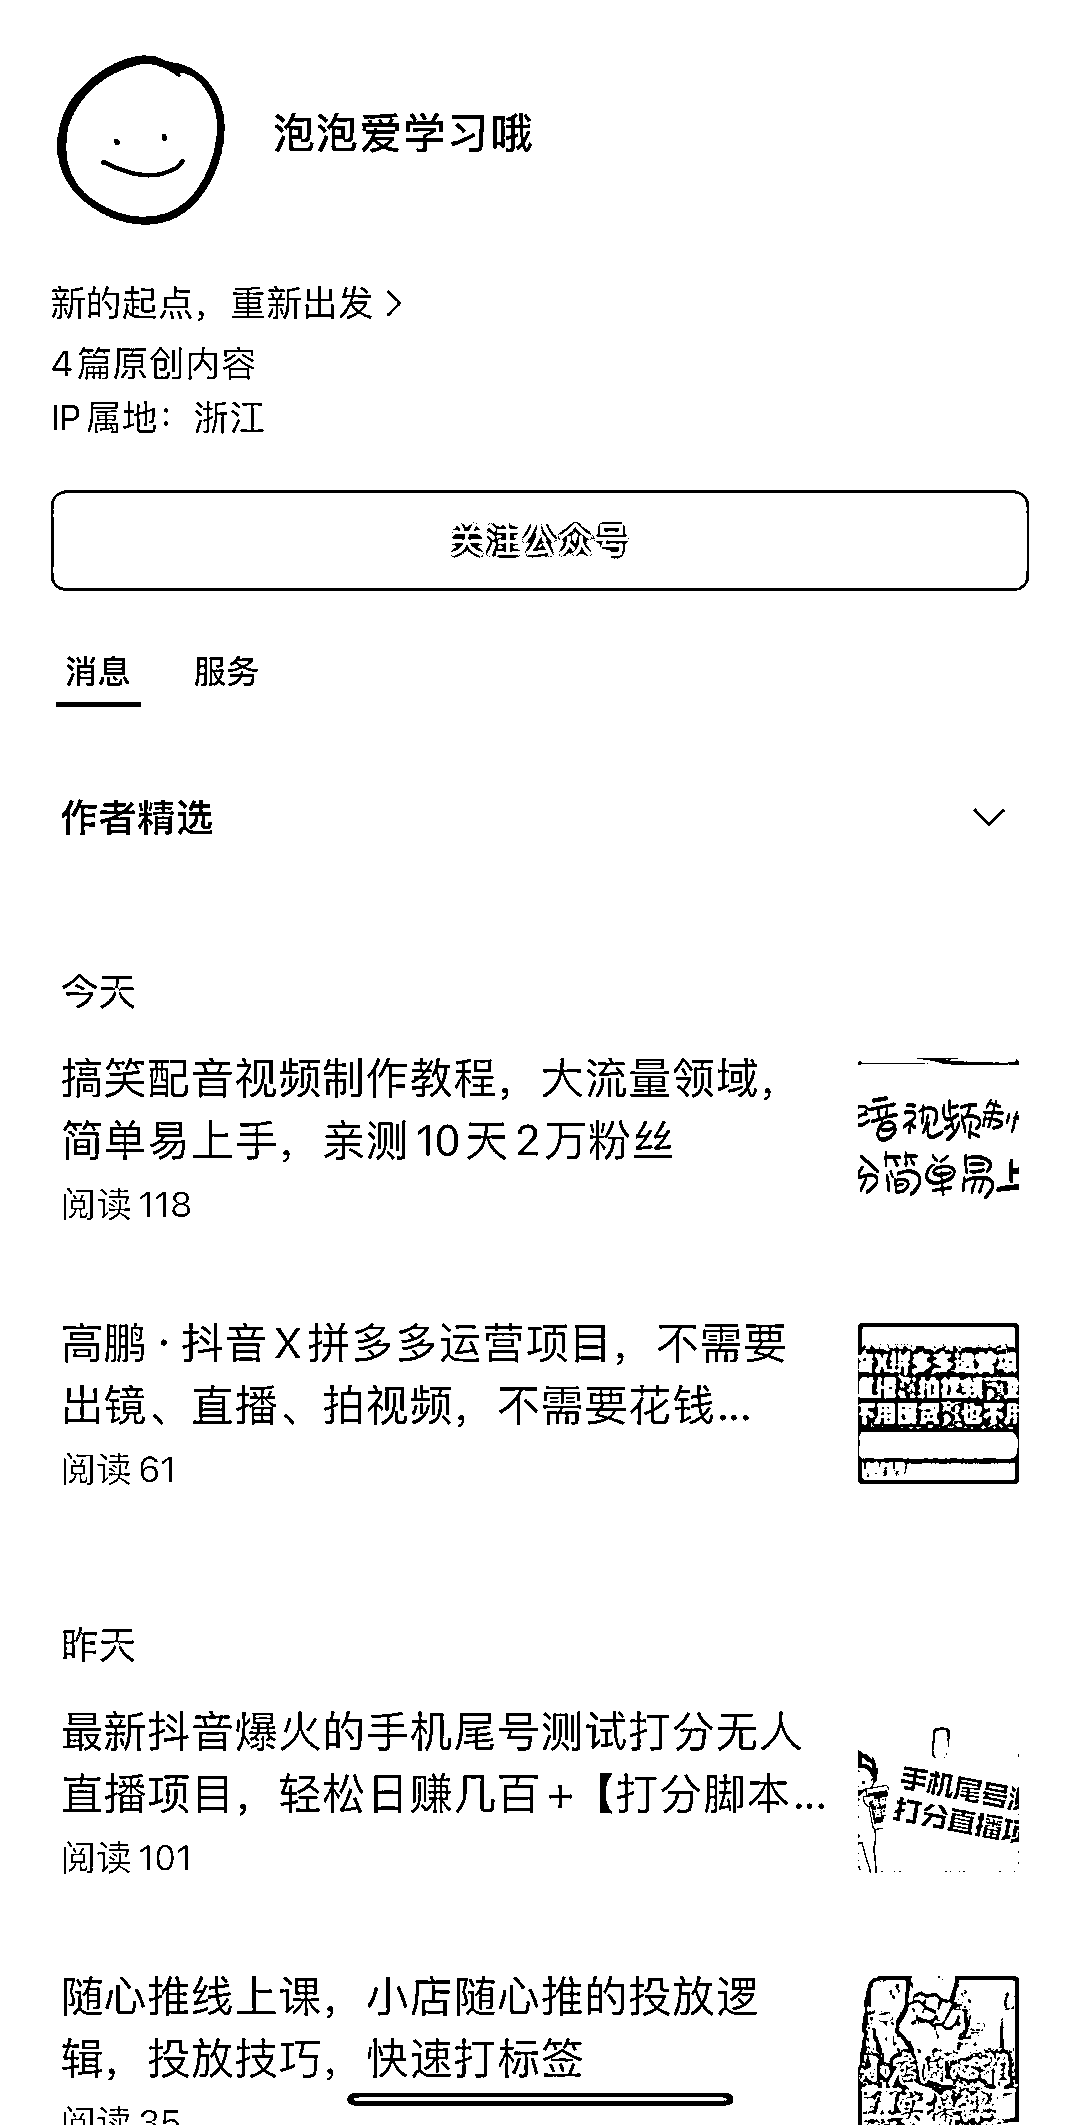 泡泡爱学习哦
新的起点，重新出发 >
4篇原创内容
IP属地：浙江
关注公众号
消息 服务
作者精选
今天
搞笑配音视频制作教程，大流量领域，
简单易上手，亲测10天2万粉丝
阅读 118
音视频制
简单易上
高鹏·抖音X拼多多运营项目，不需要
出镜、直播、拍视频，不需要花钱...
阅读 61
昨天
最新抖音爆火的手机尾号测试打分无人
直播项目，轻松日赚几百+【打分脚本...
阅读 101
手机尾号测
打分直播项
随心推线上课，小店随心推的投放逻
辑，投放技巧，快速打标签
阅读 35